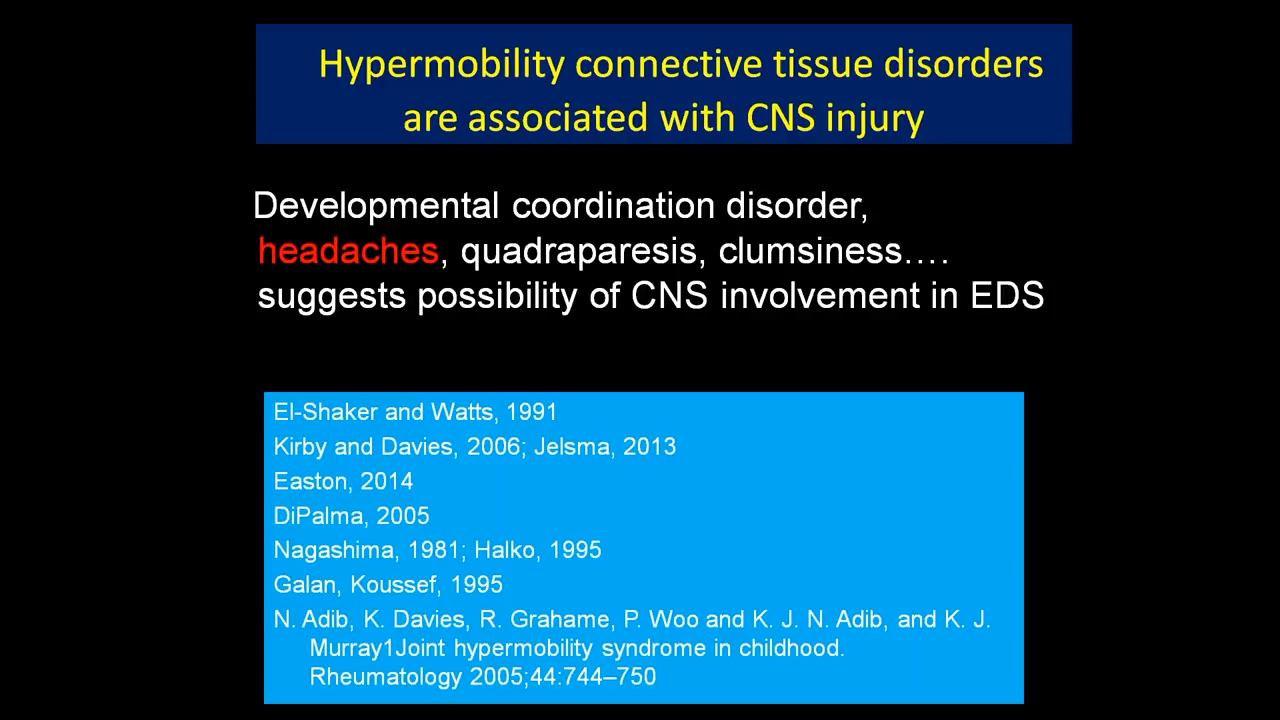 Hypermobility connective tissue disorders
are associated with CNS injury
Developmental coordination disorder,
headaches, quadraparesis, clumsiness….
suggests possibility of CNS involvement in EDS
El-Shaker and Watts, 1991
Kirby and Davies, 2006; Jelsma, 2013
Easton, 2014
DiPalma, 2005
Nagashima, 1981; Halko, 1995
Galan, Koussef, 1995
N. Adib, K. Davies, R. Grahame, P. Woo and K. J. N. Adib, and K. J.
Murray1Joint hypermobility syndrome in childhood.
Rheumatology 2005;44:744–750